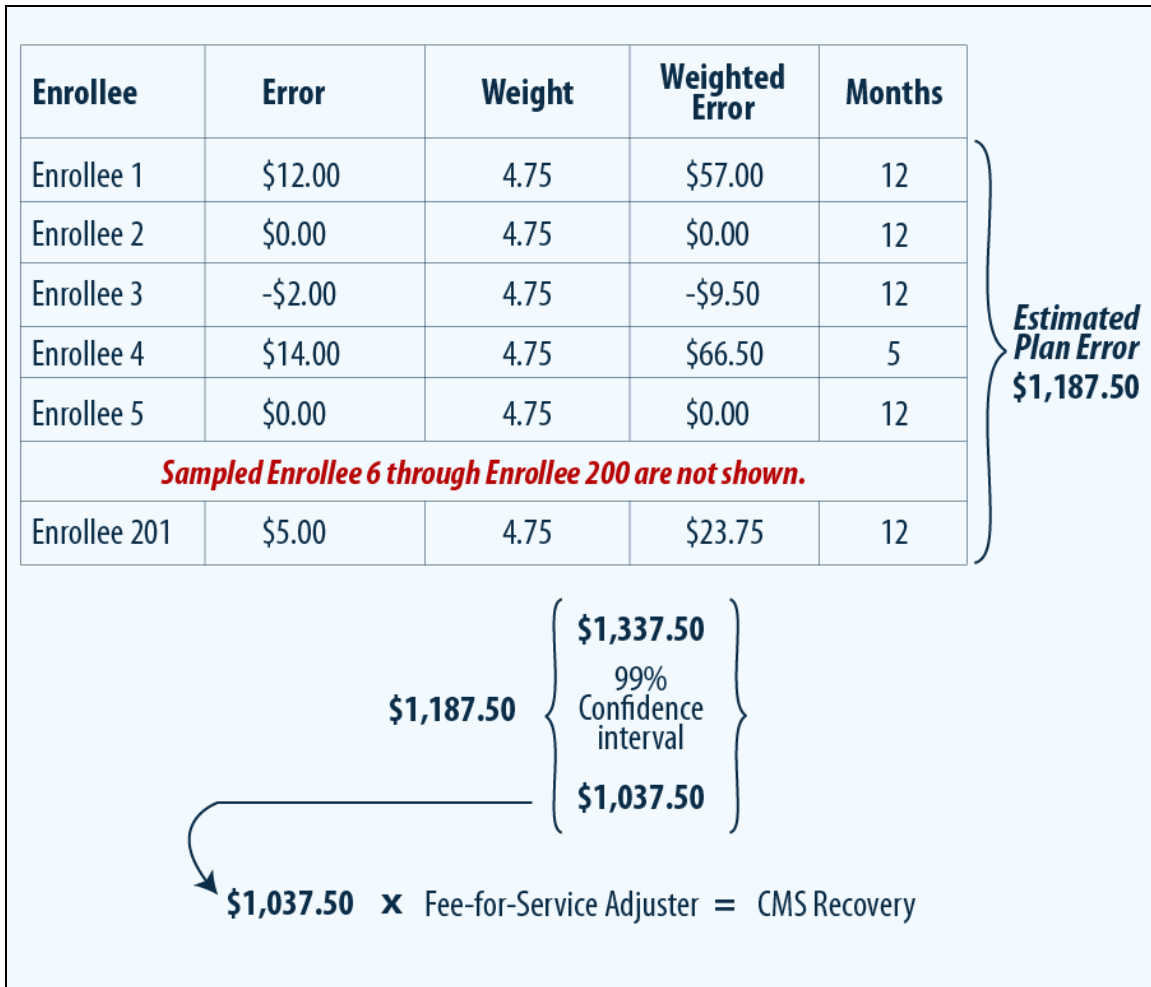 Enrollee Error Weight Weighted Error Months
Enrollee 1 $12.00 4.75 $57.00 12
Enrollee 2 $0.00 4.75 $0.00 12
Enrollee 3 -$2.00 4.75 -$9.50 12
Enrollee 4 $14.00 4.75 $66.50 5
Enrollee 5 $0.00 4.75 $0.00 12
Sampled Enrollee 6 through Enrollee 200 are not shown.
Enrollee 201 $5.00 4.75 $23.75 12
Estimated
Plan Error
$1,187.50
$1,187.50
$1,337.50
99%
Confidence
interval
$1,037.50
$1,037.50 x Fee-for-Service Adjuster = CMS Recovery